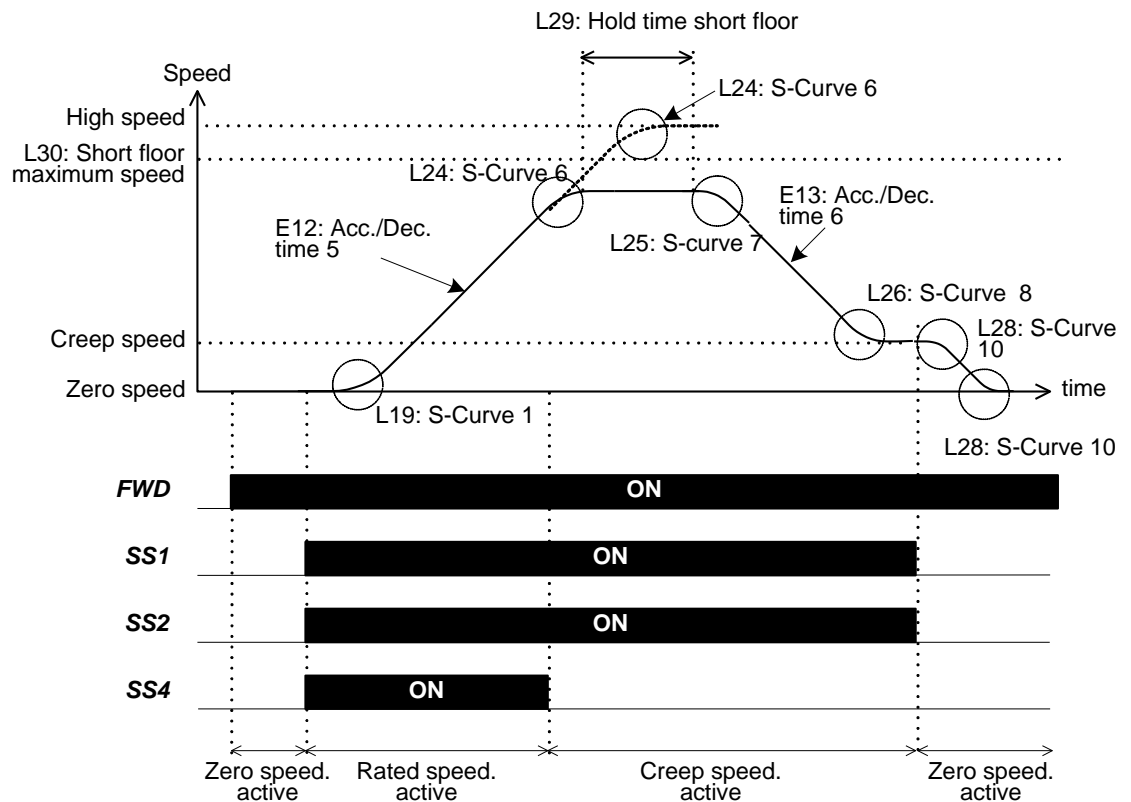 L29: Hold time short floor
Speed
L24: S-Curve 6
High speed
L30: Short floor
maximum speed
L24: S-Curve 6
E13: Acc./Dec.
time 6
E12: Acc./Dec.
time 5
L25: S-curve 7
L26: S-Curve 8
L28: S-Curve
10
Creep speed
Zero speed
time
L19: S-Curve 1
L28: S-Curve 10
FWD
ON
SS1
ON
SS2
ON
SS4
ON
Zero speed.
active
Rated speed.
active
Creep speed.
active
Zero speed.
active